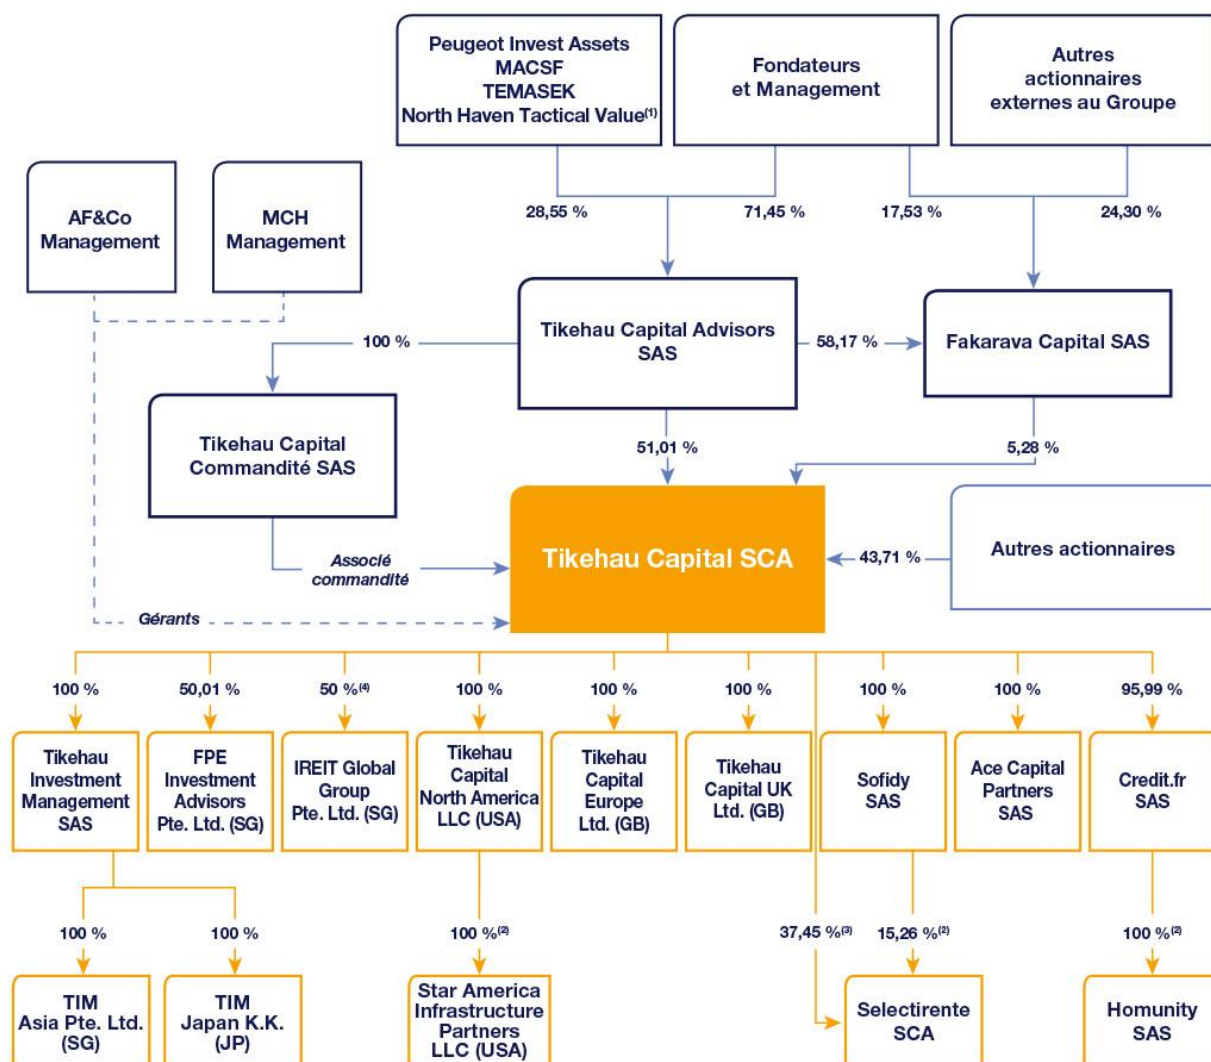 Peugeot Invest Assets
MACSF
TEMASEK
North Haven Tactical Value(1)
Fondateurs
et Management
Autres
actionnaires
externes au Groupe
AF&Co
Management
MCH
Management
28,55 %
71,45 %
17,53 %
24,30 %
Tikehau Capital Advisors
SAS
Fakarava Capital SAS
100 %
58,17 %
Tikehau Capital
Commandité SAS
51,01 %
5,28 %
Tikehau Capital SCA
43,71 %
Autres actionnaires
Associé
commandité
Gérants
100 %
50,01 %
50 %(4)
100 %
100 %
100 %
100 %
100 %
95,99 %
Tikehau
Investment
Management
SAS
FPE
Investment
Advisors
Pte. Ltd. (SG)
IREIT Global
Group
Pte. Ltd. (SG)
Tikehau
Capital
North America
LLC (USA)
Tikehau
Capital
Europe
Ltd. (GB)
Tikehau
Capital UK
Ltd. (GB)
Sofidy
SAS
Ace Capital
Partners
SAS
Credit.fr
SAS
100 %
100 %
100 %(2)
37,45 %(3)
15,26 %(2)
100 %(2)
TIM
Asia Pte. Ltd.
(SG)
TIM
Japan K.K.
(JP)
Star America
Infrastructure
Partners
LLC (USA)
Selectirente
SCA
Homunity
SAS